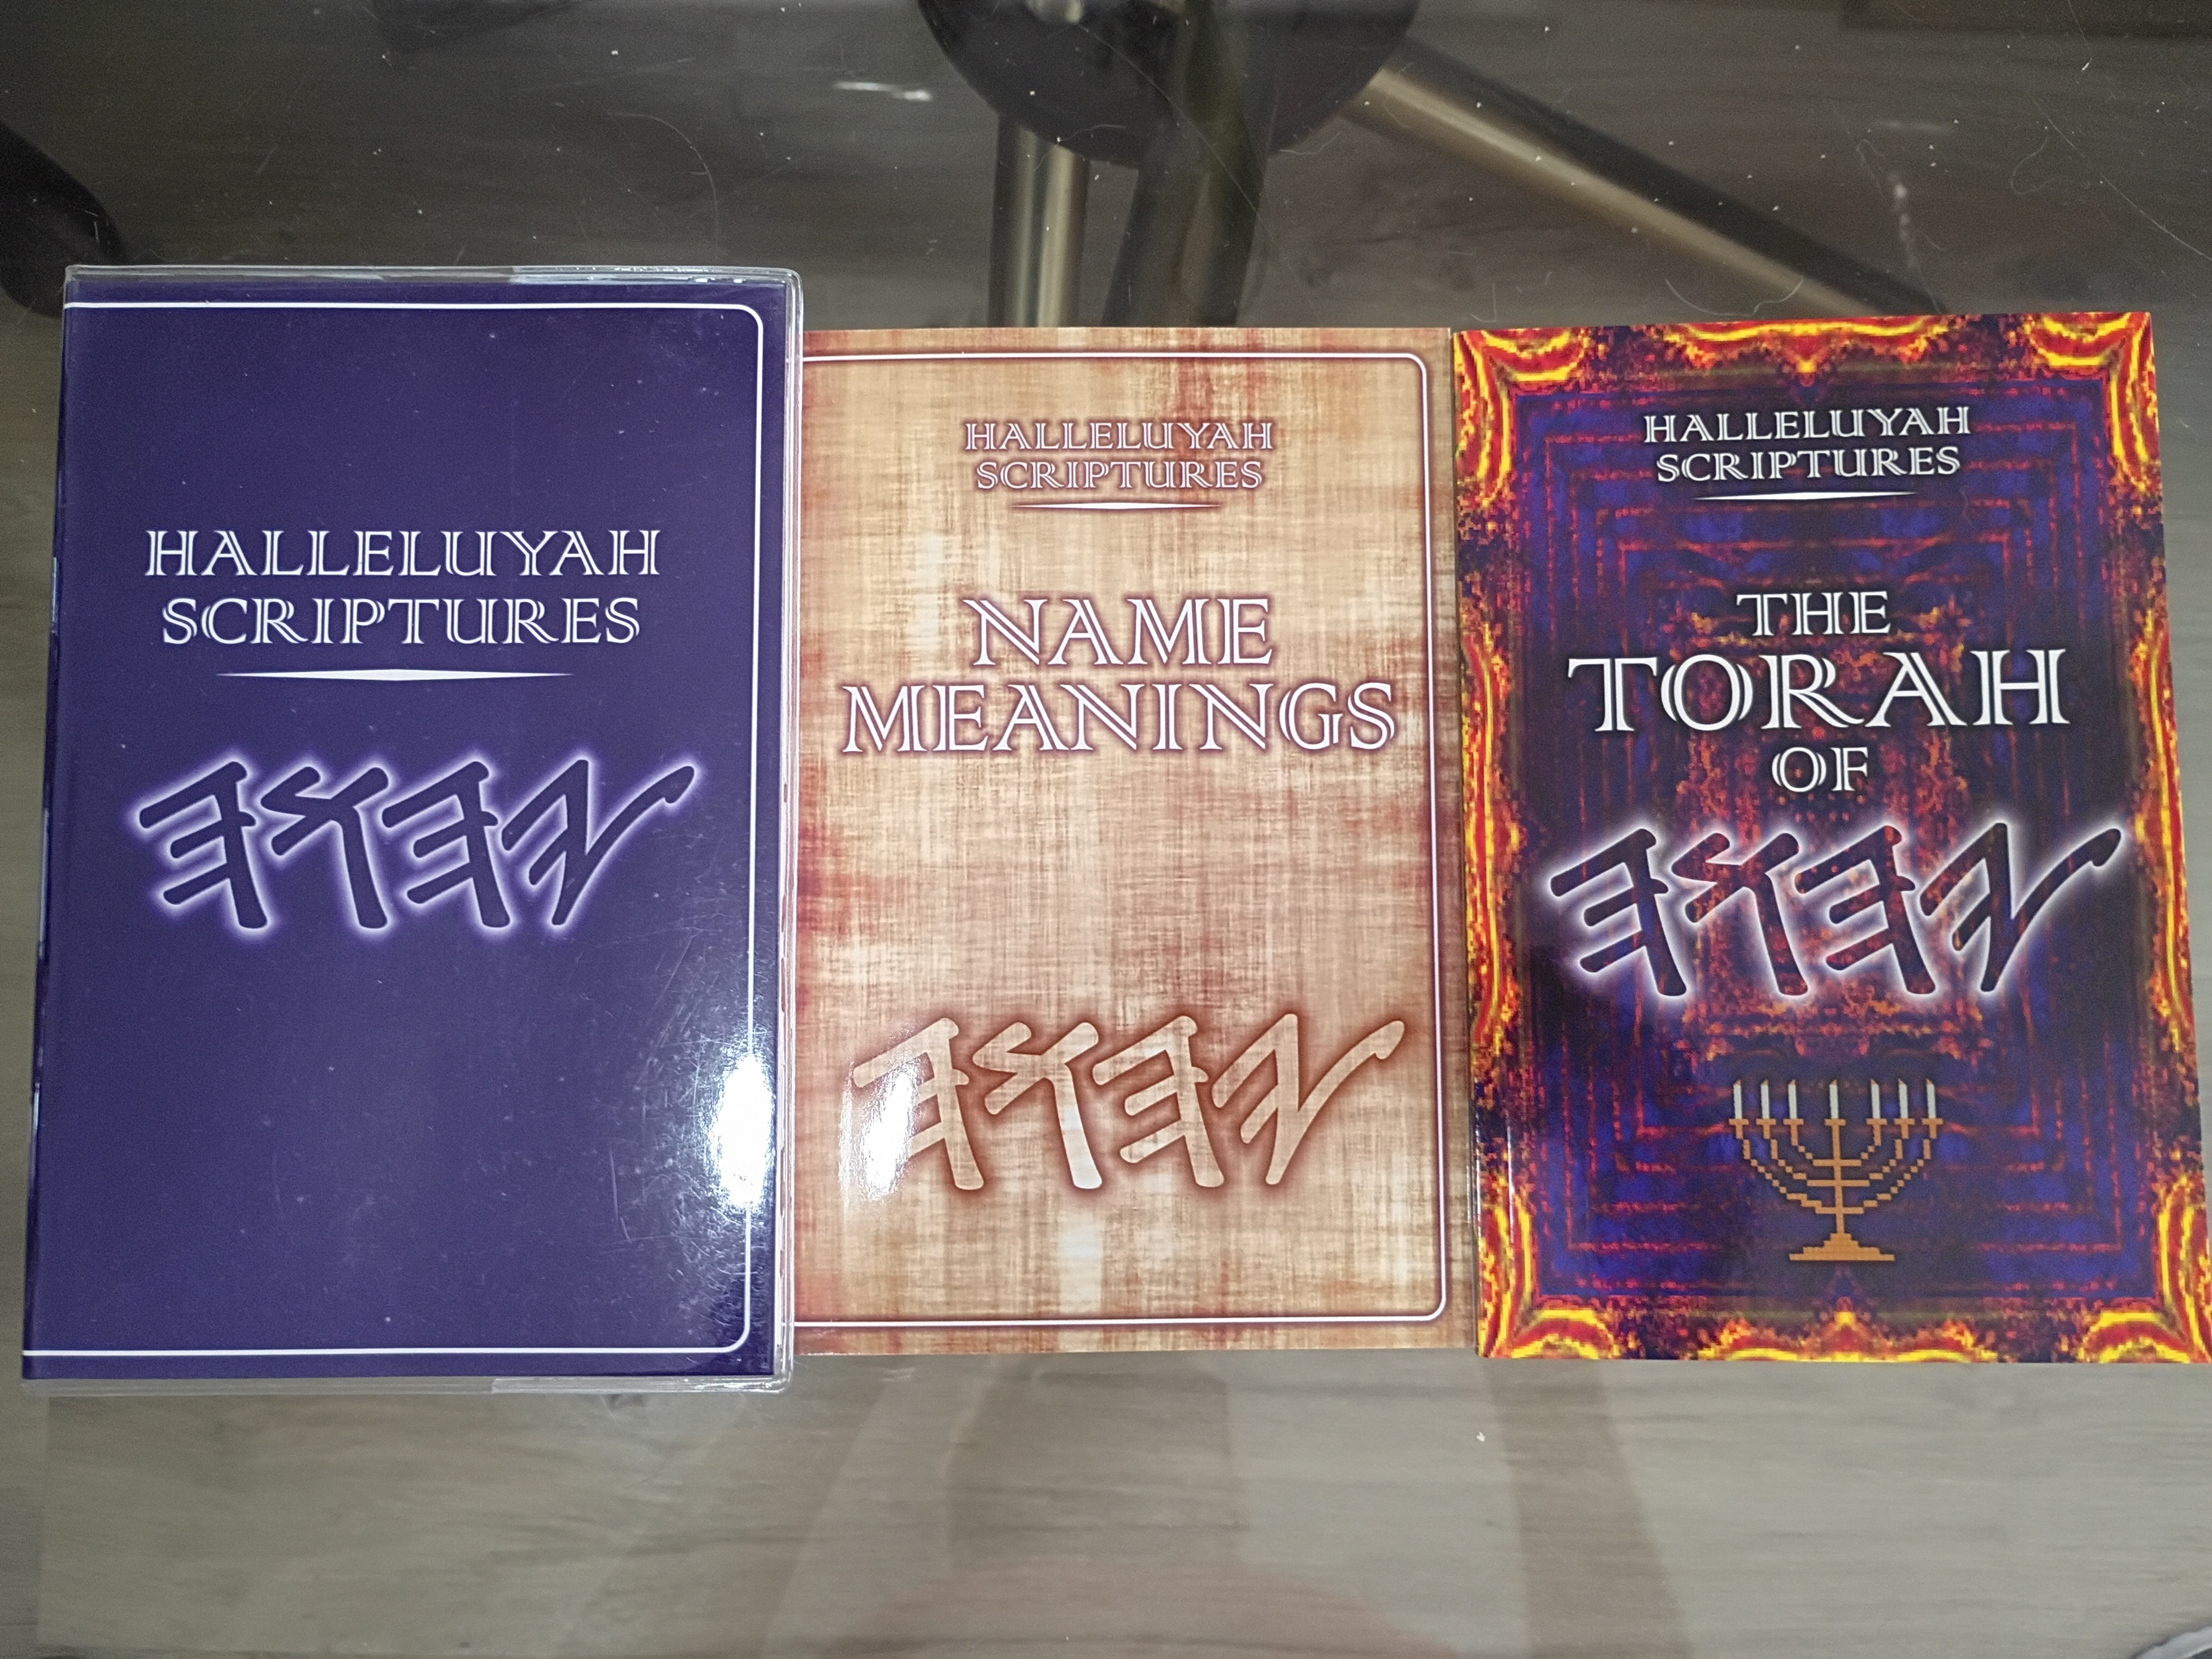 HALLELUYAH
SCRIPTURES
𐤉𐤄𐤅𐤄
HALLELUYAH
SCRIPTURES
NAME
MEANINGS
𐤉𐤄𐤅𐤄
HALLELUYAH
SCRIPTURES
THE
TORAH
OF
𐤉𐤄𐤅𐤄